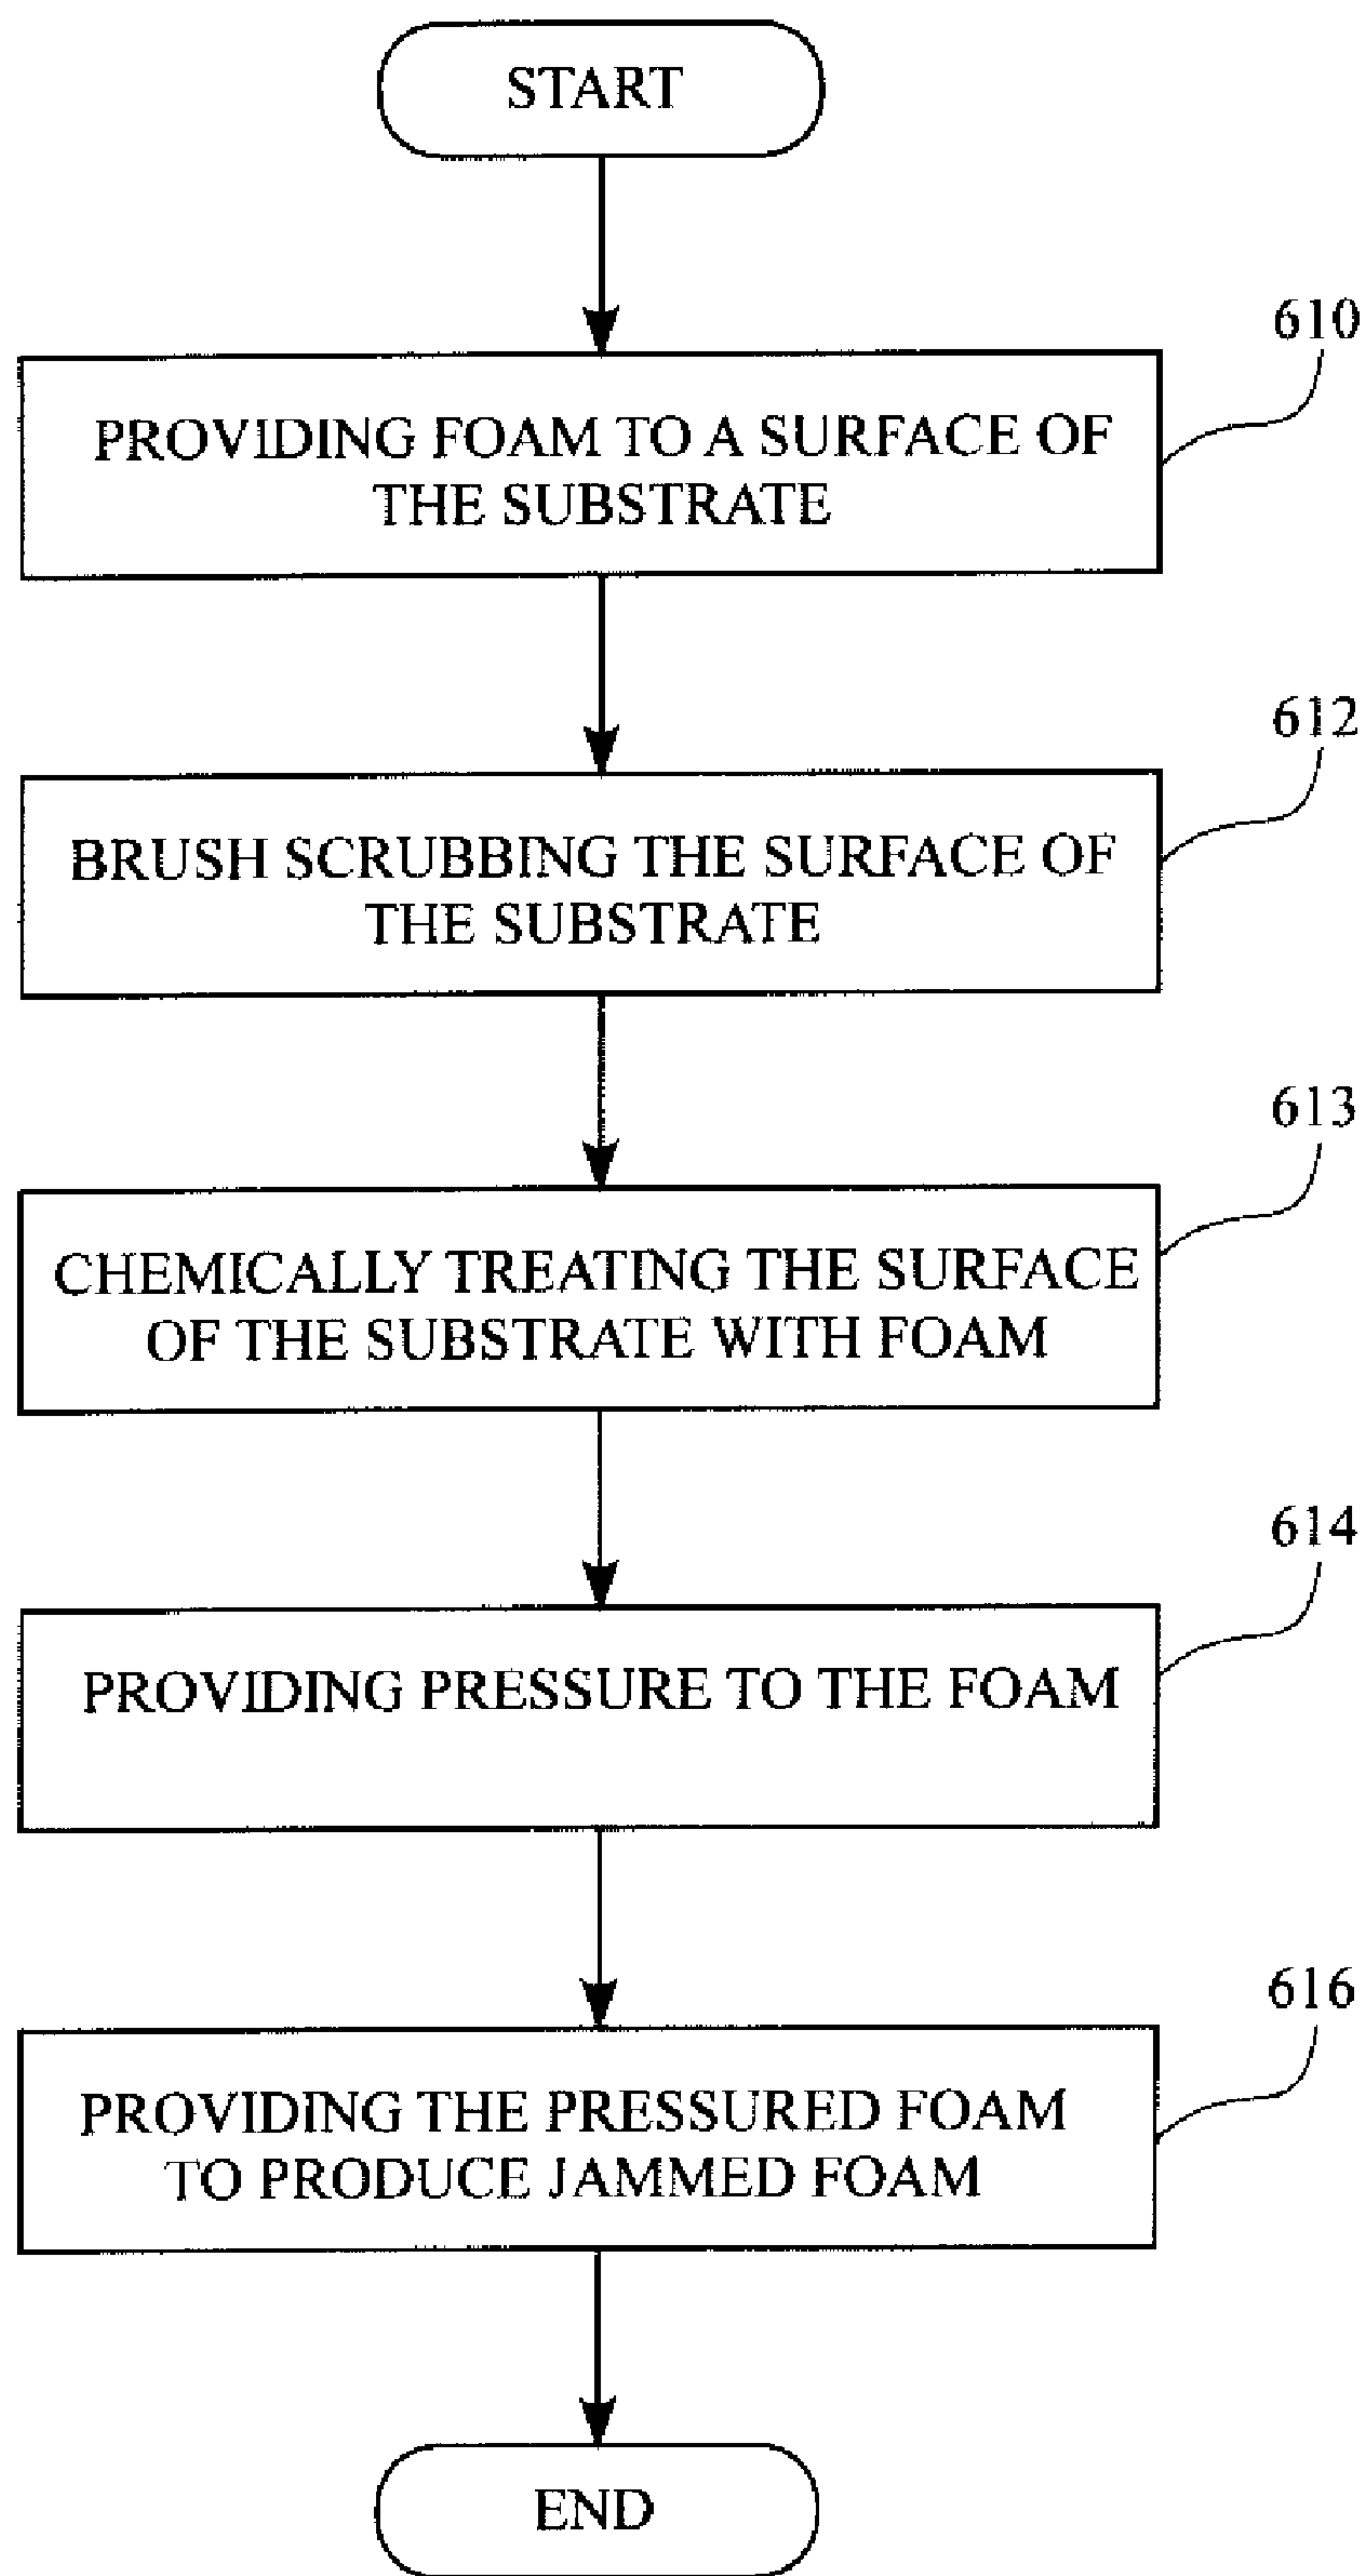 START
610
PROVIDING FOAM TO A SURFACE OF
THE SUBSTRATE
612
BRUSH SCRUBBING THE SURFACE OF
THE SUBSTRATE
613
CHEMICALLY TREATING THE SURFACE
OF THE SUBSTRATE WITH FOAM
614
PROVIDING PRESSURE TO THE FOAM
616
PROVIDING THE PRESSURED FOAM
TO PRODUCE JAMMED FOAM
END